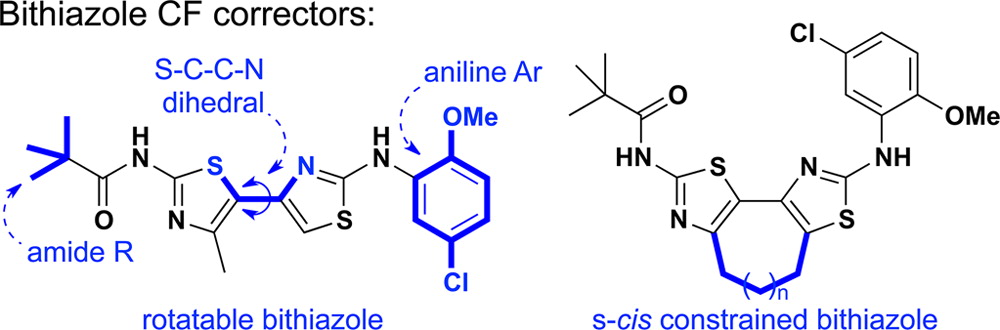 Bithiazole CF correctors:
S-C-C-N
dihedral
aniline Ar
OMe
H
N
O
S
N
N
S
H
N
Cl
amide R
rotatable bithiazole
Cl
OMe
O
HN
S
N
N
S
NH
( )n
s-cis constrained bithiazole